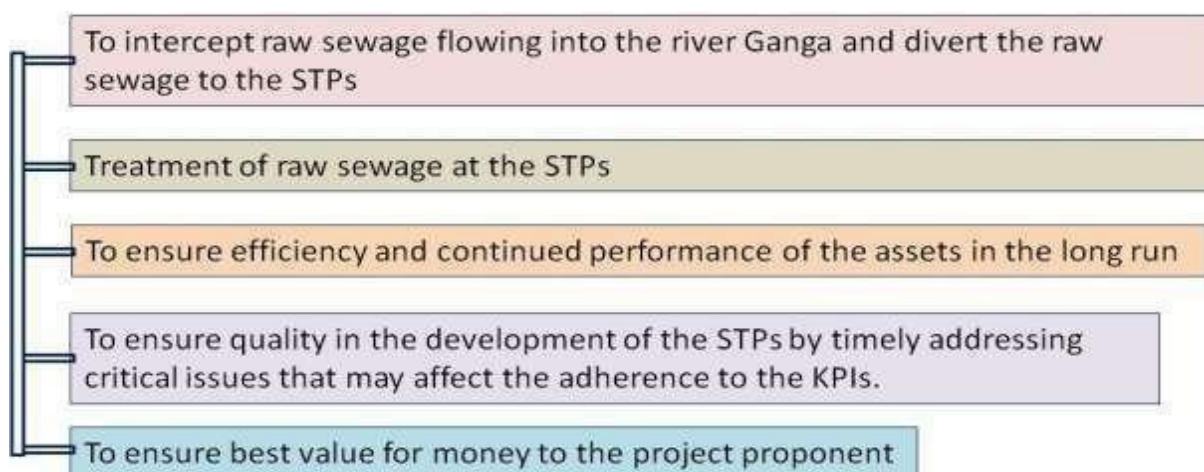 To intercept raw sewage flowing into the river Ganga and divert the raw
sewage to the STPs
Treatment of raw sewage at the STPs
To ensure efficiency and continued performance of the assets in the long run
To ensure quality in the development of the STPs by timely addressing
critical issues that may affect the adherence to the KPIs.
To ensure best value for money to the project proponent